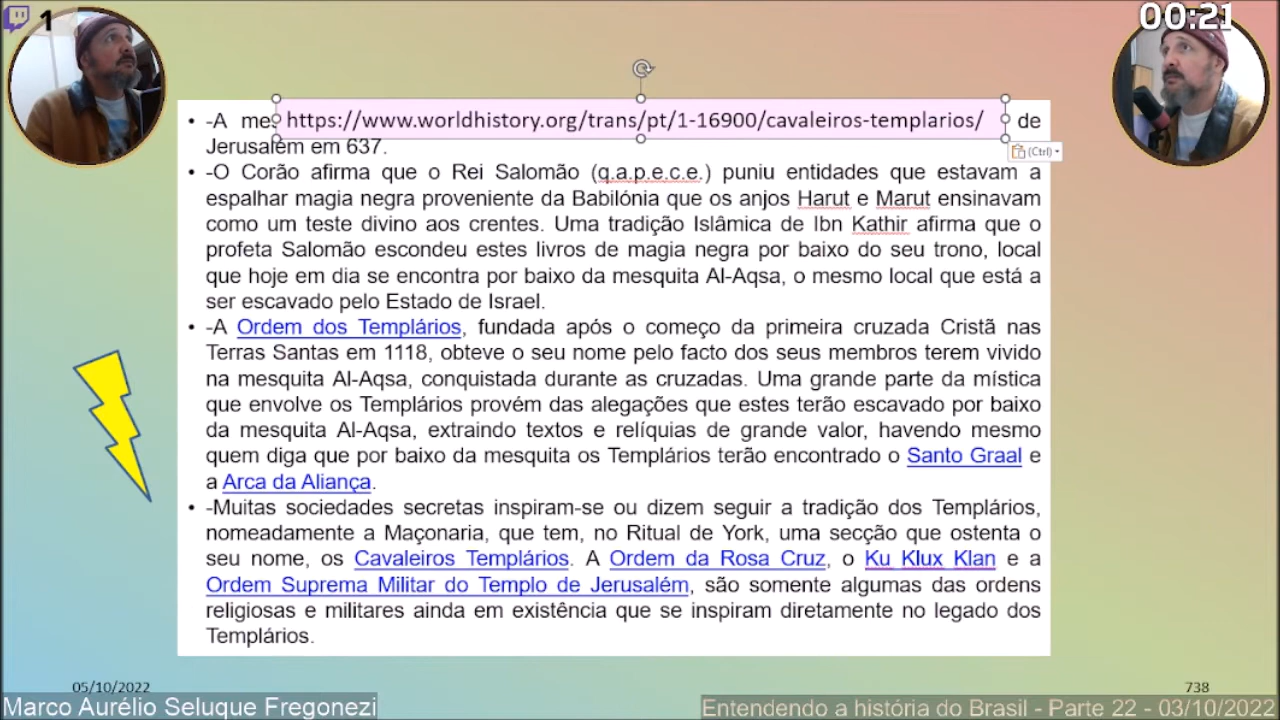 1
00:21
-A mes https://www.worldhistory.org/trans/pt/1-16900/cavaleiros-templarios/ de
Jerusalém em 637.
(Ctrl)
-O Corão afirma que o Rei Salomão (q.a.p.e.c.e.) puniu entidades que estavam a
espalhar magia negra proveniente da Babilónia que os anjos Harut e Marut ensinavam
como um teste divino aos crentes. Uma tradição Islâmica de Ibn Kathir afirma que o
profeta Salomão escondeu estes livros de magia negra por baixo do seu trono, local
que hoje em dia se encontra por baixo da mesquita Al-Aqsa, o mesmo local que está a
ser escavado pelo Estado de Israel.
-A Ordem dos Templários, fundada após o começo da primeira cruzada Cristã nas
Terras Santas em 1118, obteve o seu nome pelo facto dos seus membros terem vivido
na mesquita Al-Aqsa, conquistada durante as cruzadas. Uma grande parte da mística
que envolve os Templários provém das alegações que estes terão escavado por baixo
da mesquita Al-Aqsa, extraindo textos e relíquias de grande valor, havendo mesmo
quem diga que por baixo da mesquita os Templários terão encontrado o Santo Graal e
a Arca da Aliança.
-Muitas sociedades secretas inspiram-se ou dizem seguir a tradição dos Templários,
nomeadamente a Maçonaria, que tem, no Ritual de York, uma secção que ostenta o
seu nome, os Cavaleiros Templários. A Ordem da Rosa Cruz, o Ku Klux Klan e a
Ordem Suprema Militar do Templo de Jerusalém, são somente algumas das ordens
religiosas e militares ainda em existência que se inspiram diretamente no legado dos
Templários.
05/10/2022
738
Marco Aurélio Seluque Fregonezi
Entendendo a história do Brasil - Parte 22 - 03/10/2022